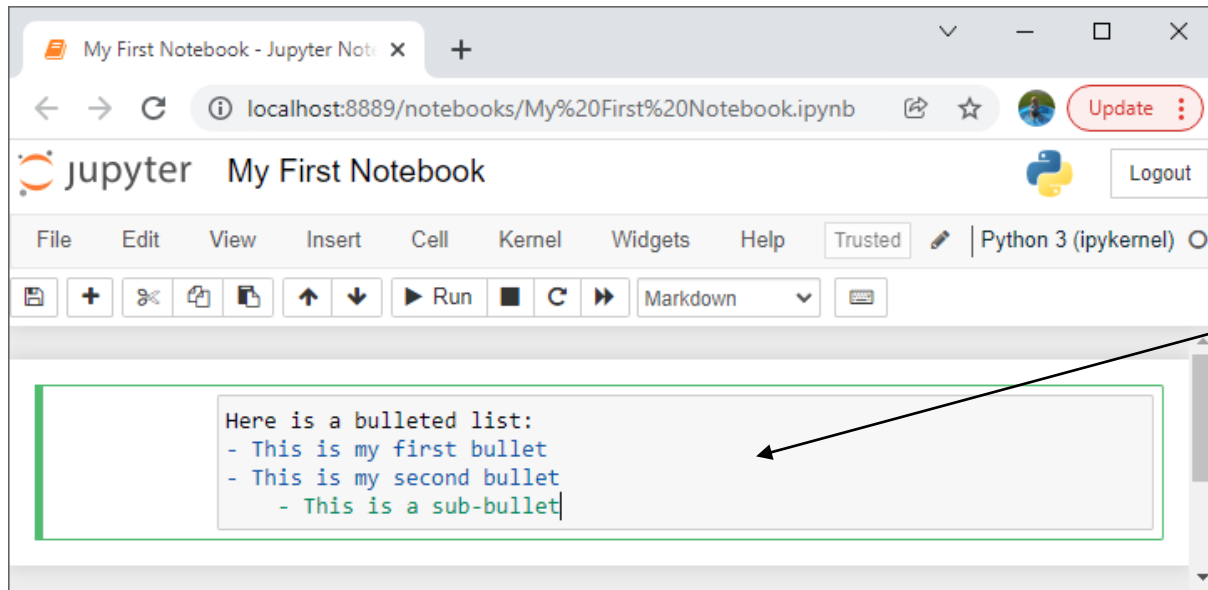 My First Notebook - Jupyter Not
localhost:8889/notebooks/My%20First%20Notebook.ipynb Update
jupyter My First Notebook Logout
File Edit View Insert Cell Kernel Widgets Help Trusted Python 3 (ipykernel)
Run Markdown
Here is a bulleted list:
- This is my first bullet
- This is my second bullet
- This is a sub-bullet